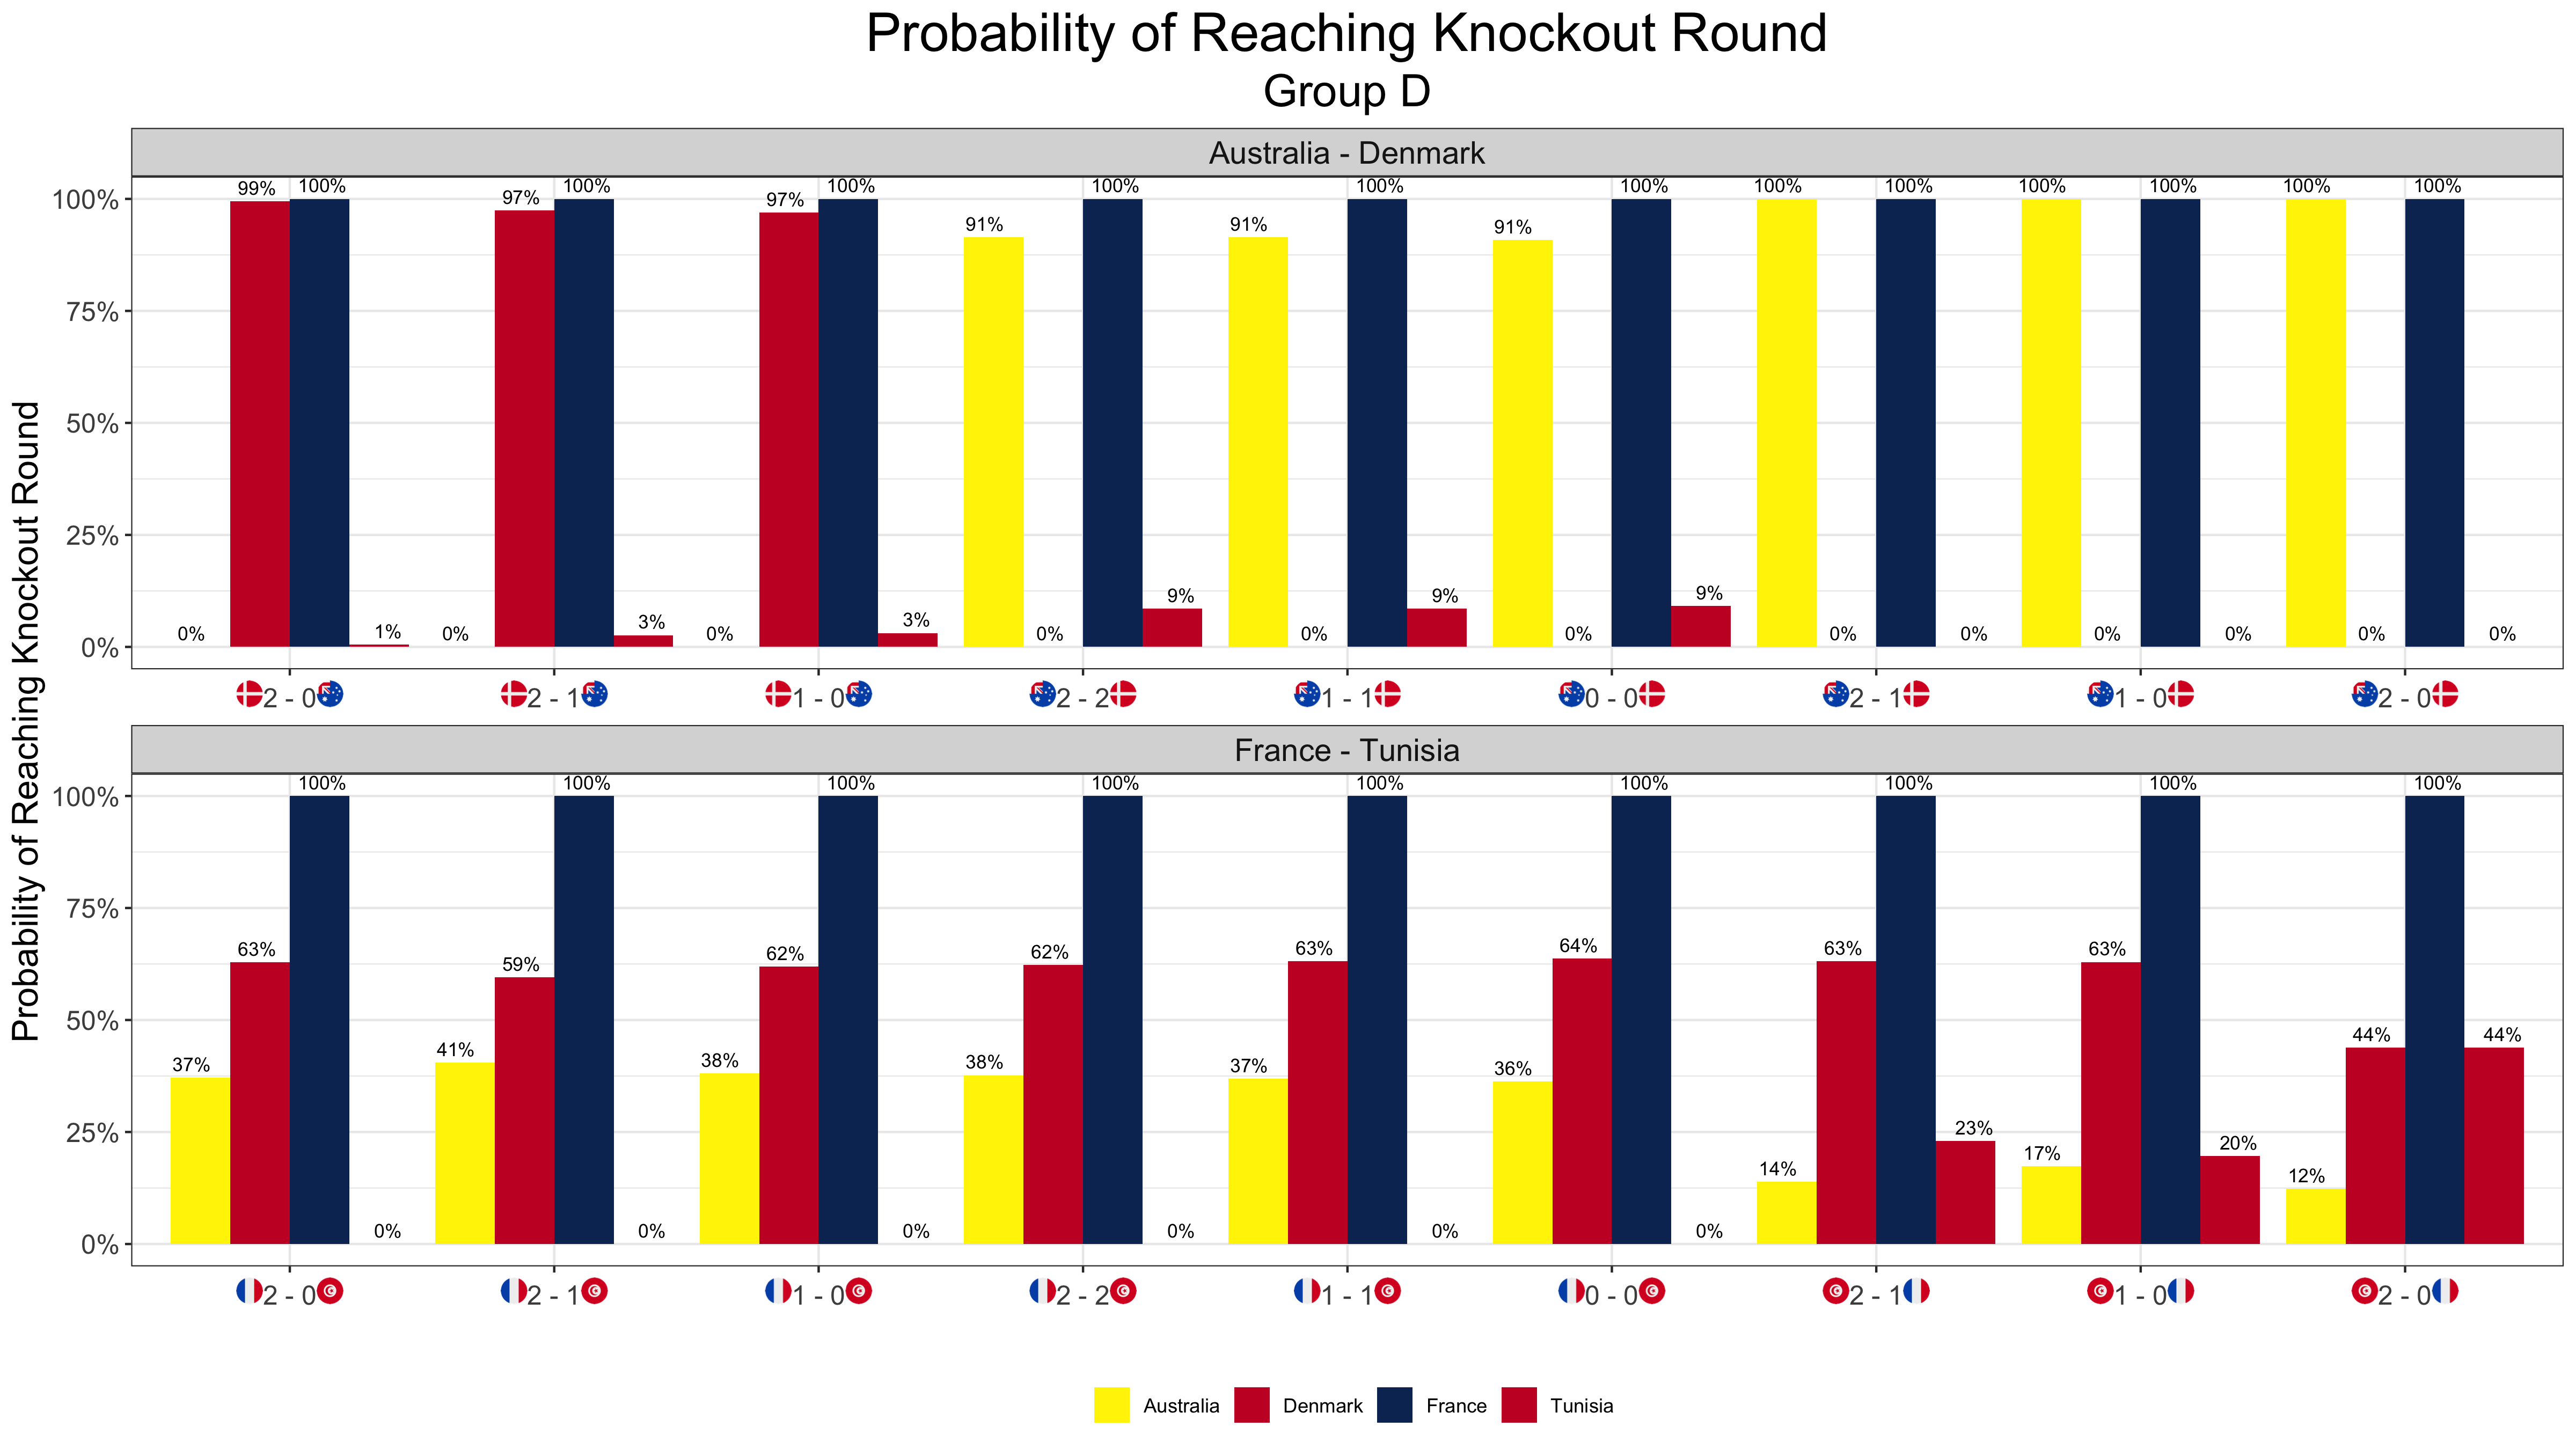 Probability of Reaching Knockout Round
Group D
Probability of Reaching Knockout Round
Australia - Denmark
100%
75%
50%
25%
0%
0% 99% 100% 1% 0% 97% 100% 3% 0% 97% 100% 3% 91% 0% 100% 9% 91% 0% 100% 9% 91% 0% 100% 9% 100% 0% 100% 0% 100% 0% 100% 0% 100% 0% 100% 0%
2 - 0 2 - 1 1 - 0 2 - 2 1 - 1 0 - 0 2 - 1 1 - 0 2 - 0
France - Tunisia
100%
75%
50%
25%
0%
37% 63% 100% 0% 41% 59% 100% 0% 38% 62% 100% 0% 38% 62% 100% 0% 37% 63% 100% 0% 36% 64% 100% 0% 14% 63% 100% 23% 17% 63% 100% 20% 12% 44% 100% 44%
2 - 0 2 - 1 1 - 0 2 - 2 1 - 1 0 - 0 2 - 1 1 - 0 2 - 0
Australia Denmark France Tunisia